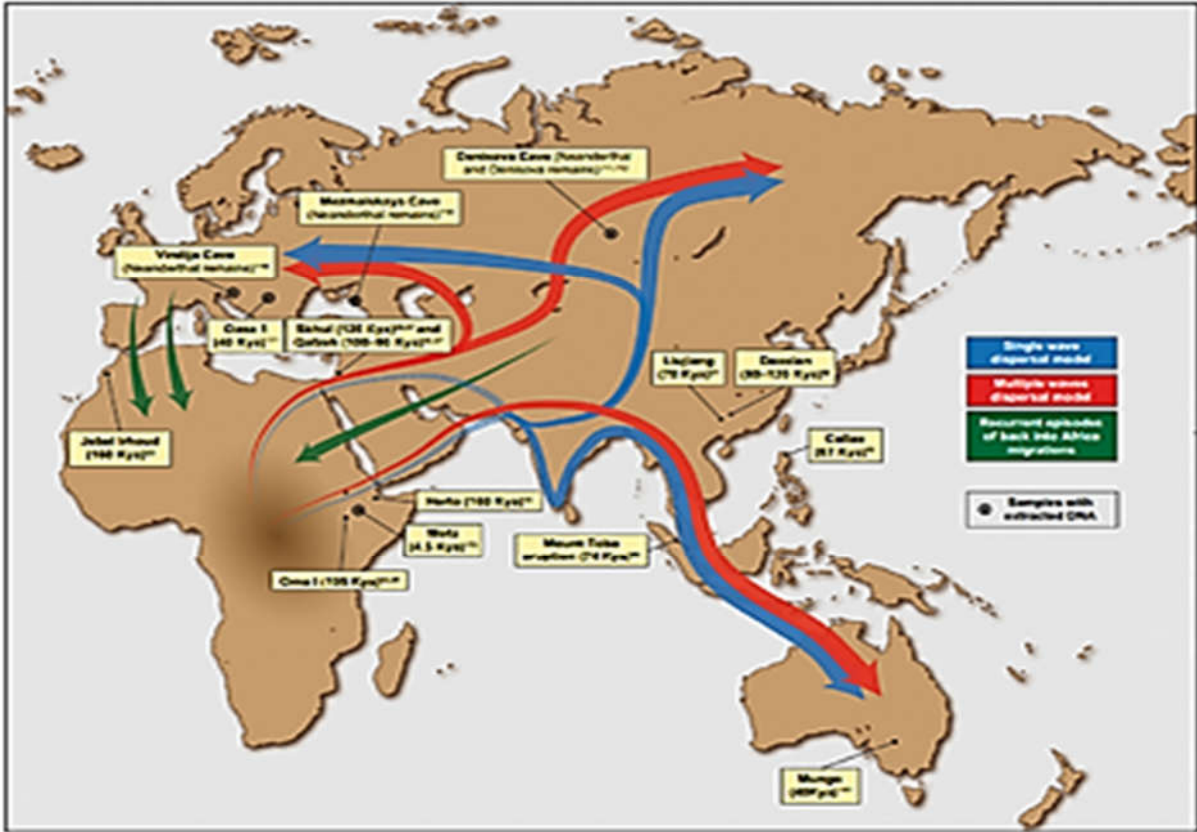 Denisova Cave (Neanderthal
and Denisova remains)
Mezmaiskaya Cave
(Neanderthal remains)
Vindija Cave
(Neanderthal remains)
Oase 1
(40 Kya)
Skhul (120 Kya) and
Qafzeh (100–90 Kya)
Liujiang
(70 Kya)
Daoxian
(80–120 Kya)
Single wave
dispersal model
Multiple waves
dispersal model
Recurrent episodes
of back into Africa
migrations
Jebel Irhoud
(160 Kya)
Callao
(67 Kya)
Herto (160 Kya)
Samples with
extracted DNA
Mota
(4.5 Kya)
Mount Toba
eruption (74 Kya)
Omo I (195 Kya)
Mungo